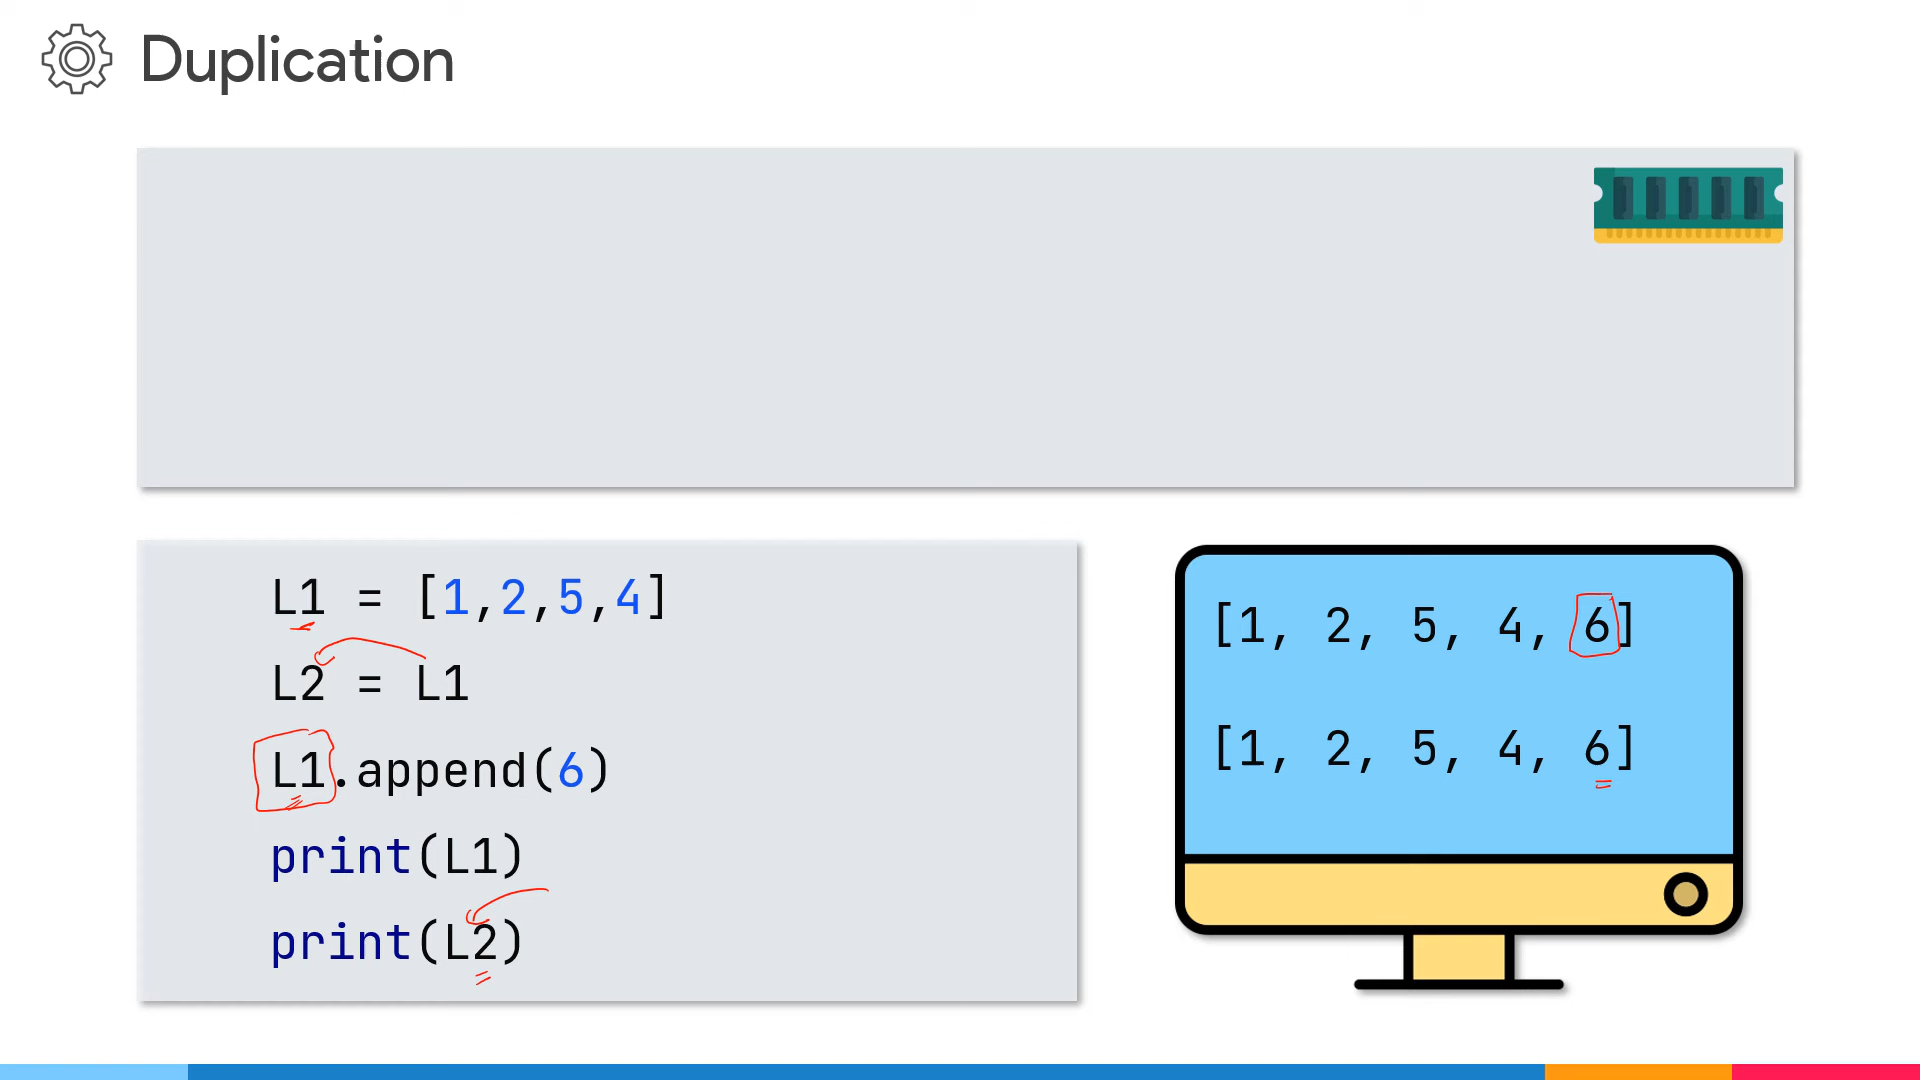 Duplication
L1 = [1,2,5,4]
L2 = L1
L1.append(6)
print(L1)
print(L2)
[1, 2, 5, 4, 6]
[1, 2, 5, 4, 6]